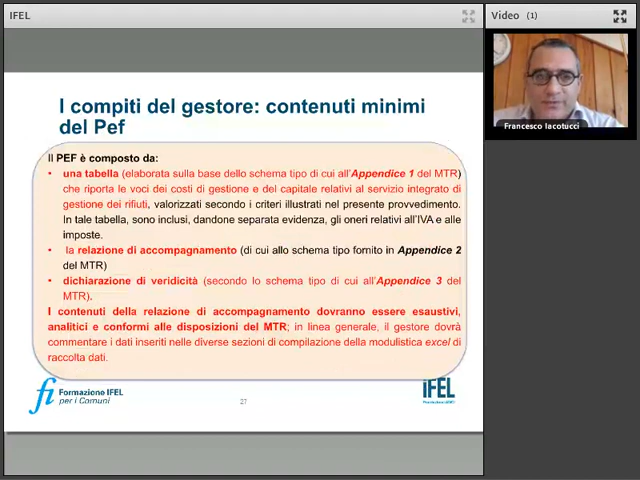 IFEL
Video (1)
Francesco Iacotucci
I compiti del gestore: contenuti minimi
del Pef
Il PEF è composto da:
• una tabella (elaborata sulla base dello schema tipo di cui all'Appendice 1 del MTR)
che riporta le voci dei costi di gestione e del capitale relativi al servizio integrato di
gestione dei rifiuti, valorizzati secondo i criteri illustrati nel presente provvedimento.
In tale tabella, sono inclusi, dandone separata evidenza, gli oneri relativi all'IVA e alle
imposte.
• la relazione di accompagnamento (di cui allo schema tipo fornito in Appendice 2
del MTR)
• dichiarazione di veridicità (secondo lo schema tipo di cui all'Appendice 3 del
MTR).
I contenuti della relazione di accompagnamento dovranno essere esaustivi,
analitici e conformi alle disposizioni del MTR; in linea generale, il gestore dovrà
commentare i dati inseriti nelle diverse sezioni di compilazione della modulistica excel di
raccolta dati.
fi Formazione IFEL
per i Comuni
27
IFEL